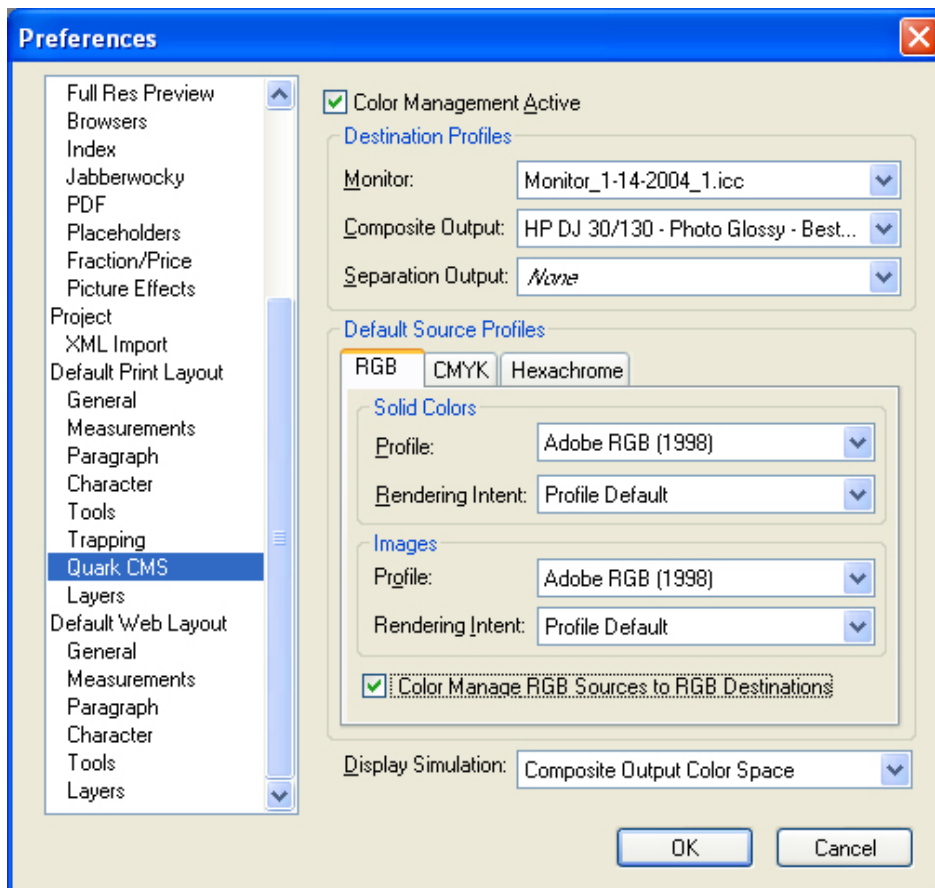 Preferences
Full Res Preview
Browsers
Index
Jabberwocky
PDF
Placeholders
Fraction/Price
Picture Effects
Project
XML Import
Default Print Layout
General
Measurements
Paragraph
Character
Tools
Trapping
Quark CMS
Layers
Default Web Layout
General
Measurements
Paragraph
Character
Tools
Layers
Color Management Active
Destination Profiles
Monitor: Monitor_1-14-2004_1.icc
Composite Output: HP DJ 30/130 - Photo Glossy - Best...
Separation Output: None
Default Source Profiles
RGB CMYK Hexachrome
Solid Colors
Profile: Adobe RGB (1998)
Rendering Intent: Profile Default
Images
Profile: Adobe RGB (1998)
Rendering Intent: Profile Default
Color Manage RGB Sources to RGB Destinations
Display Simulation: Composite Output Color Space
OK Cancel